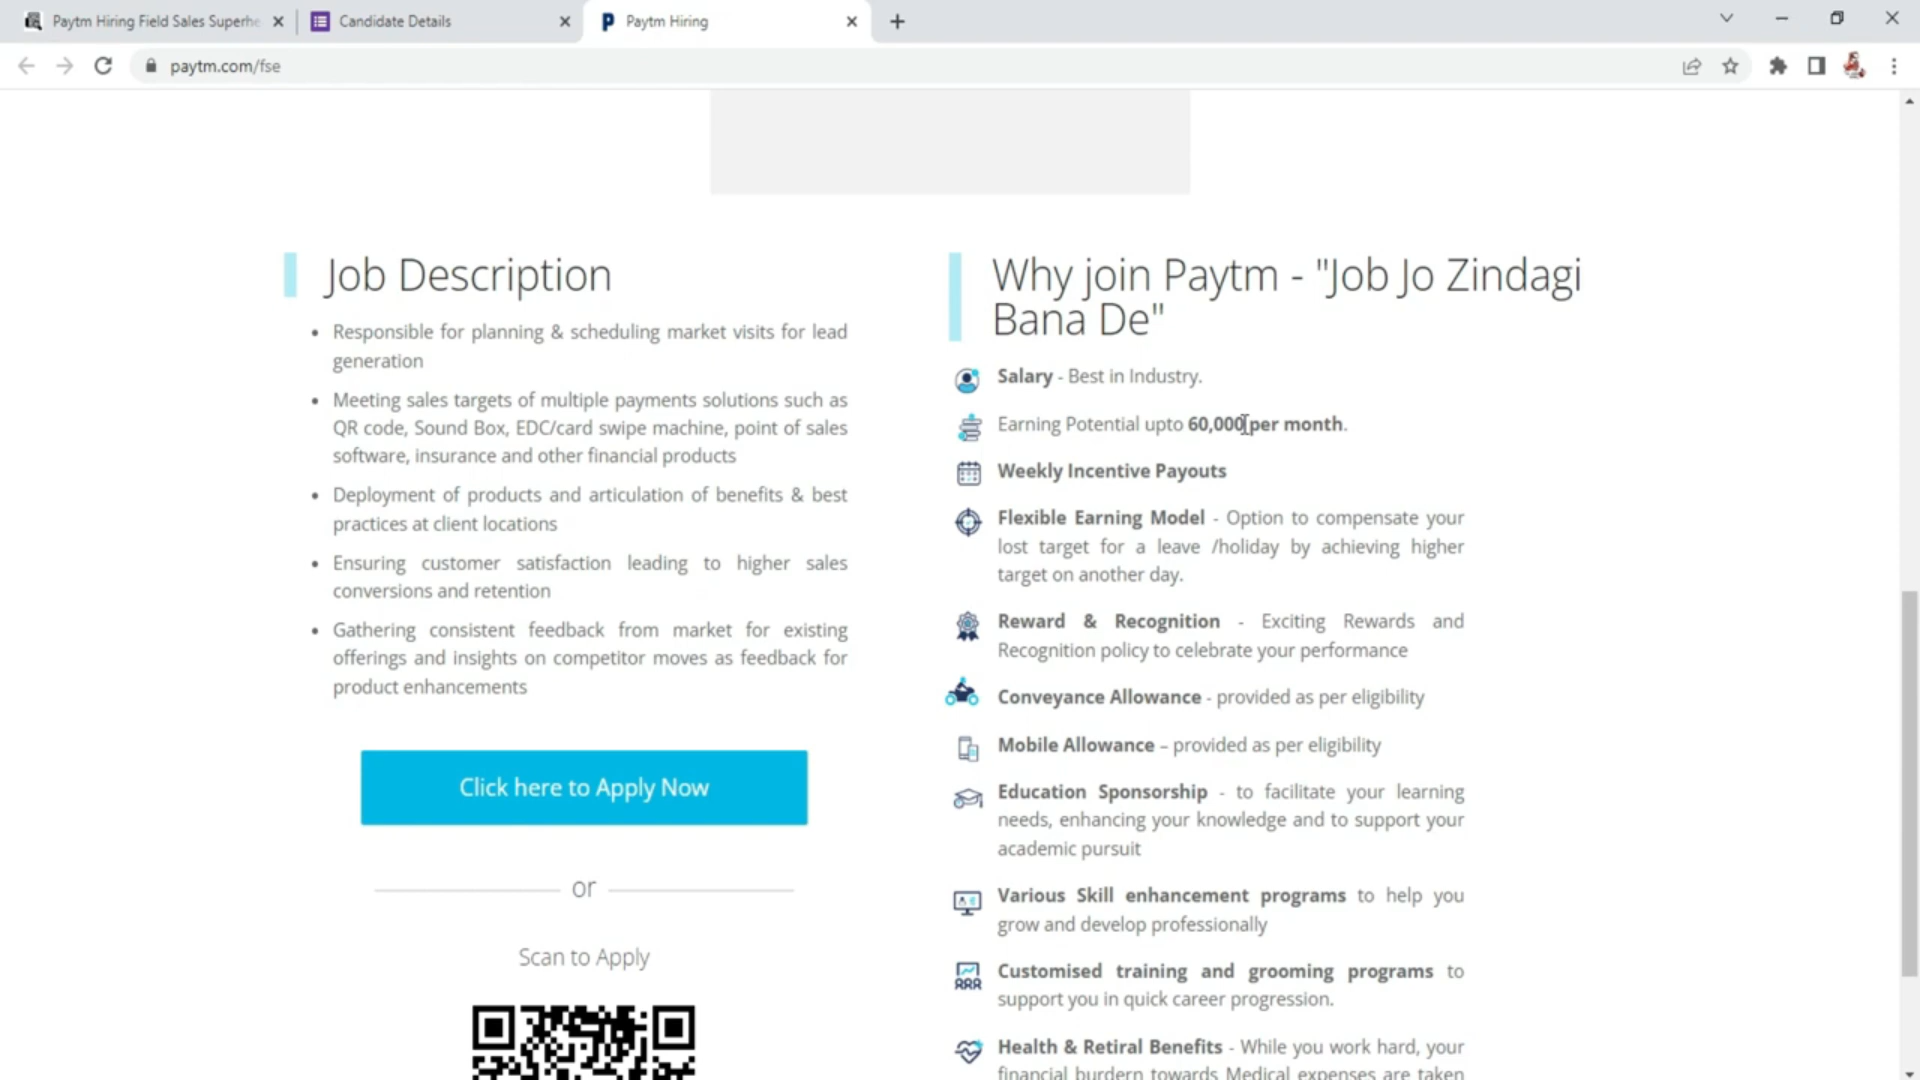 Paytm Hiring Field Sales Superhe
Candidate Details
Paytm Hiring
paytm.com/fse
Job Description
Responsible for planning & scheduling market visits for lead
generation
Meeting sales targets of multiple payments solutions such as
QR code, Sound Box, EDC/card swipe machine, point of sales
software, insurance and other financial products
Deployment of products and articulation of benefits & best
practices at client locations
Ensuring customer satisfaction leading to higher sales
conversions and retention
Gathering consistent feedback from market for existing
offerings and insights on competitor moves as feedback for
product enhancements
Click here to Apply Now
or
Scan to Apply
Why join Paytm - "Job Jo Zindagi
Bana De"
Salary - Best in Industry.
Earning Potential upto 60,000 per month.
Weekly Incentive Payouts
Flexible Earning Model - Option to compensate your
lost target for a leave /holiday by achieving higher
target on another day.
Reward & Recognition - Exciting Rewards and
Recognition policy to celebrate your performance
Conveyance Allowance - provided as per eligibility
Mobile Allowance – provided as per eligibility
Education Sponsorship - to facilitate your learning
needs, enhancing your knowledge and to support your
academic pursuit
Various Skill enhancement programs to help you
grow and develop professionally
Customised training and grooming programs to
support you in quick career progression.
Health & Retiral Benefits - While you work hard, your
financial burdern towards Medical expenses are taken